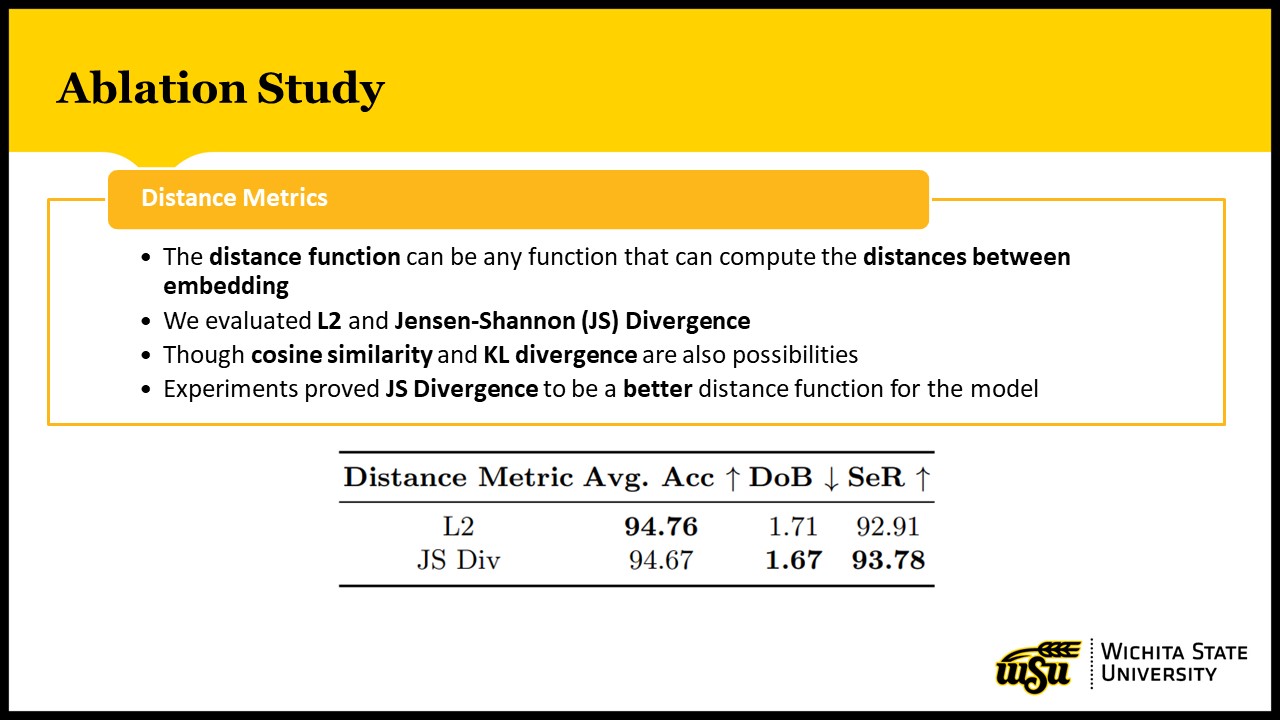 Ablation Study
Distance Metrics
• The distance function can be any function that can compute the distances between
embedding
• We evaluated L2 and Jensen-Shannon (JS) Divergence
• Though cosine similarity and KL divergence are also possibilities
• Experiments proved JS Divergence to be a better distance function for the model
Distance Metric Avg. Acc ↑ DoB ↓ SeR ↑
L2 94.76 1.71 92.91
JS Div 94.67 1.67 93.78
WSU
WICHITA STATE
UNIVERSITY